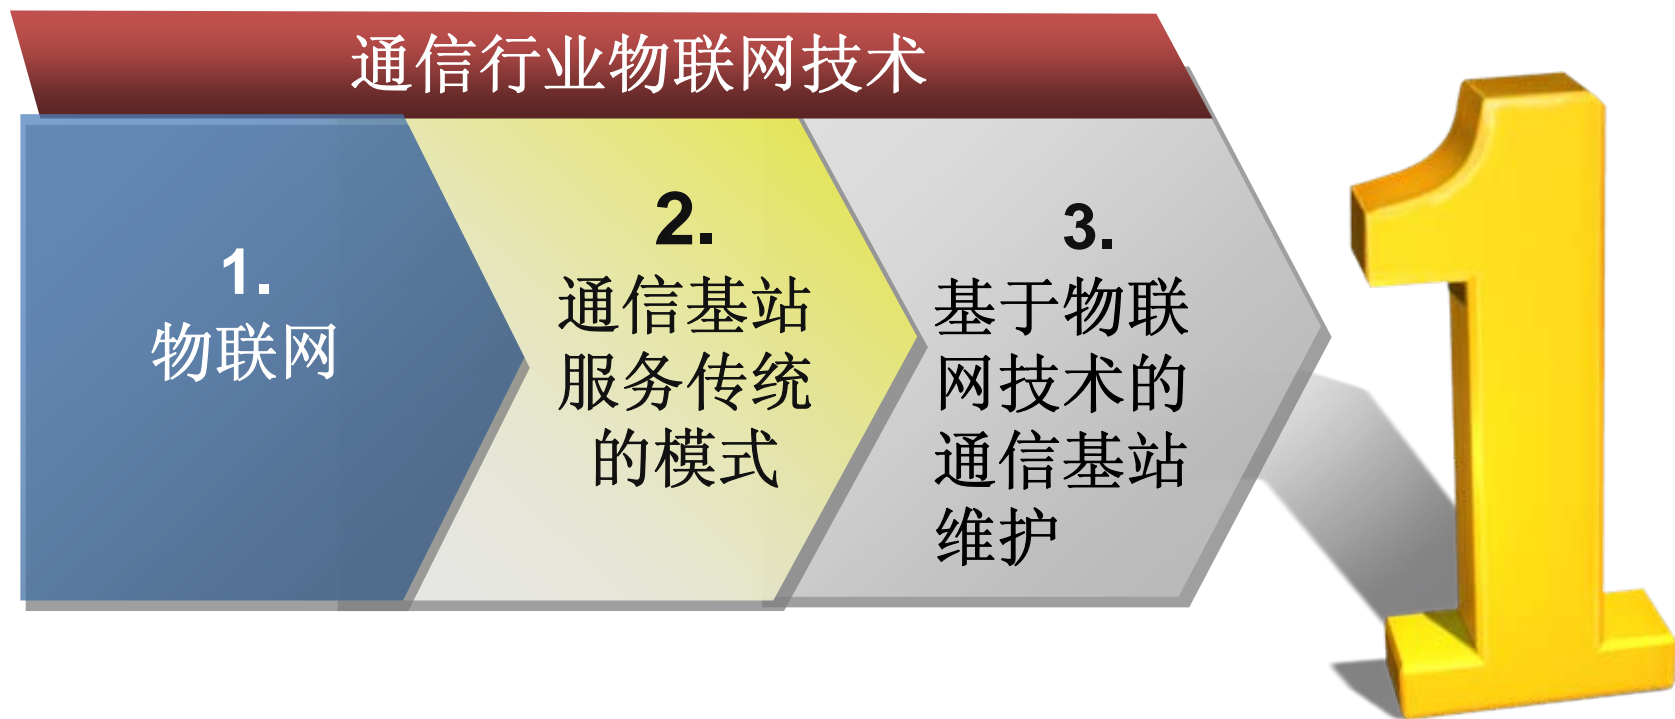 通信行业物联网技术
1.
物联网
2.
通信基站
服务传统
的模式
3.
基于物联
网技术的
通信基站
维护
1